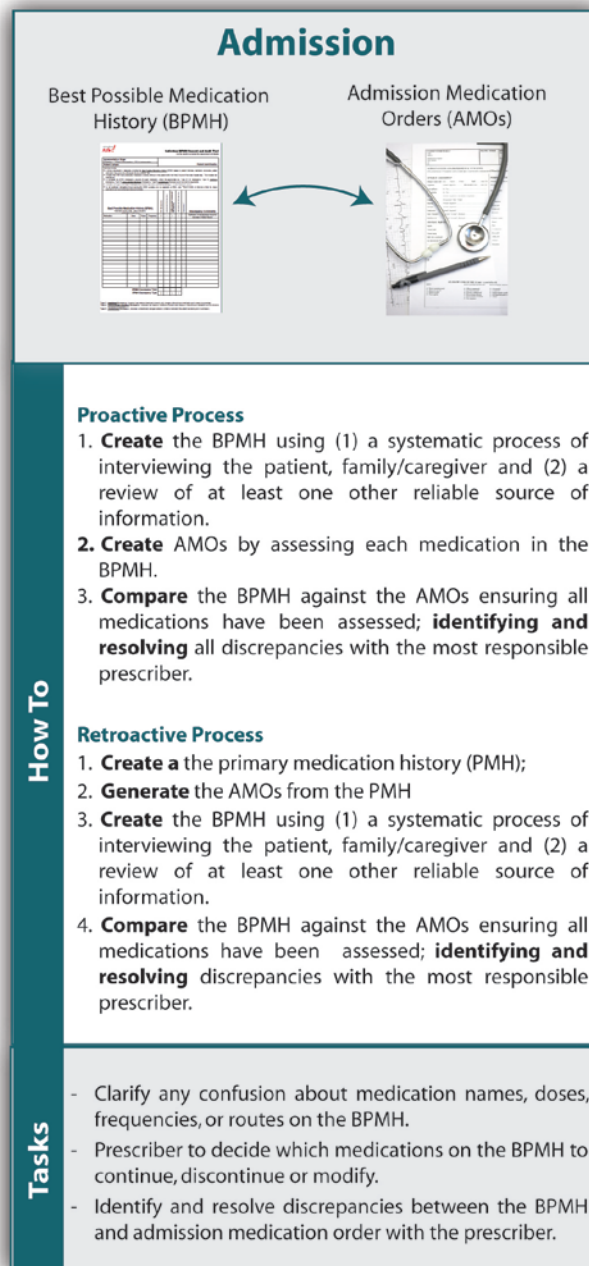 Admission
Best Possible Medication
History (BPMH)
Admission Medication
Orders (AMOs)
How To
Proactive Process
1. Create the BPMH using (1) a systematic process of
interviewing the patient, family/caregiver and (2) a
review of at least one other reliable source of
information.
2. Create AMOs by assessing each medication in the
BPMH.
3. Compare the BPMH against the AMOs ensuring all
medications have been assessed; identifying and
resolving all discrepancies with the most responsible
prescriber.
Retroactive Process
1. Create a the primary medication history (PMH);
2. Generate the AMOs from the PMH
3. Create the BPMH using (1) a systematic process of
interviewing the patient, family/caregiver and (2) a
review of at least one other reliable source of
information.
4. Compare the BPMH against the AMOs ensuring all
medications have been assessed; identifying and
resolving discrepancies with the most responsible
prescriber.
Tasks
- Clarify any confusion about medication names, doses,
frequencies, or routes on the BPMH.
- Prescriber to decide which medications on the BPMH to
continue, discontinue or modify.
- Identify and resolve discrepancies between the BPMH
and admission medication order with the prescriber.